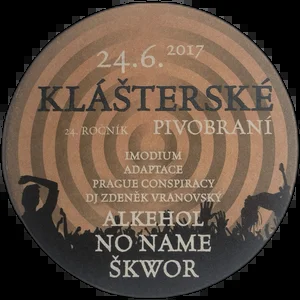 24.6.2017
KLÁŠTERSKÉ
24. ROČNÍK PIVOBRANÍ
IMODIUM
ADAPTACE
PRAGUE CONSPIRACY
DJ ZDENĚK VRANOVSKÝ
ALKEHOL
NO NAME
ŠKWOR